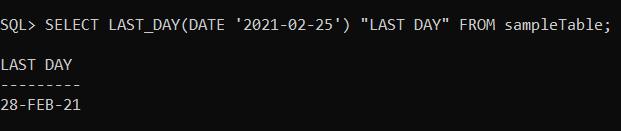 SQL> SELECT LAST_DAY(DATE '2021-02-25') "LAST DAY" FROM sampleTable;
LAST DAY
---------
28-FEB-21